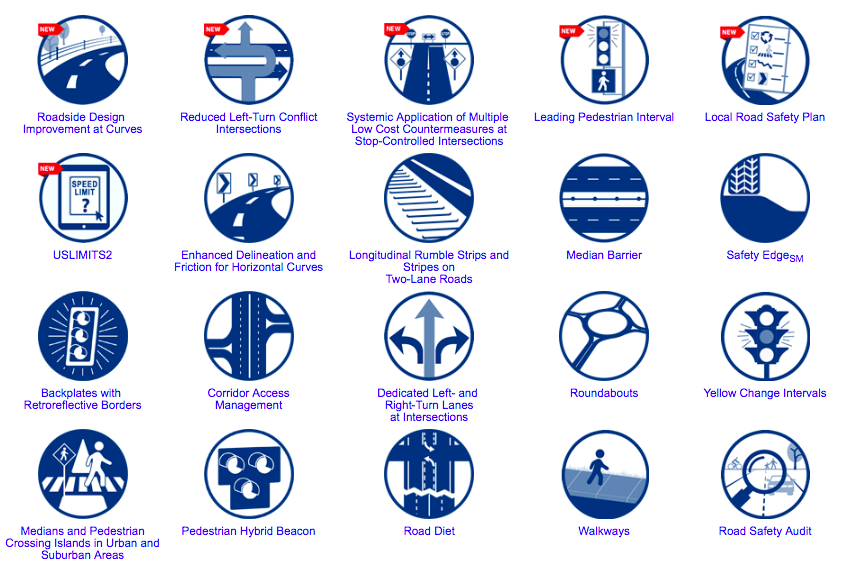 NEW
NEW
NEW
NEW
NEW
STOP
STOP
Roadside Design
Improvement at Curves
Reduced Left-Turn Conflict
Intersections
Systemic Application of Multiple
Low Cost Countermeasures at
Stop-Controlled Intersections
Leading Pedestrian Interval
Local Road Safety Plan
NEW
SPEED
LIMIT
?
USLIMITS2
Enhanced Delineation and
Friction for Horizontal Curves
Longitudinal Rumble Strips and
Stripes on
Two-Lane Roads
Median Barrier
Safety EdgeSM
Backplates with
Retroreflective Borders
Corridor Access
Management
Dedicated Left- and
Right-Turn Lanes
at Intersections
Roundabouts
Yellow Change Intervals
Medians and Pedestrian
Crossing Islands in Urban and
Suburban Areas
Pedestrian Hybrid Beacon
Road Diet
Walkways
Road Safety Audit